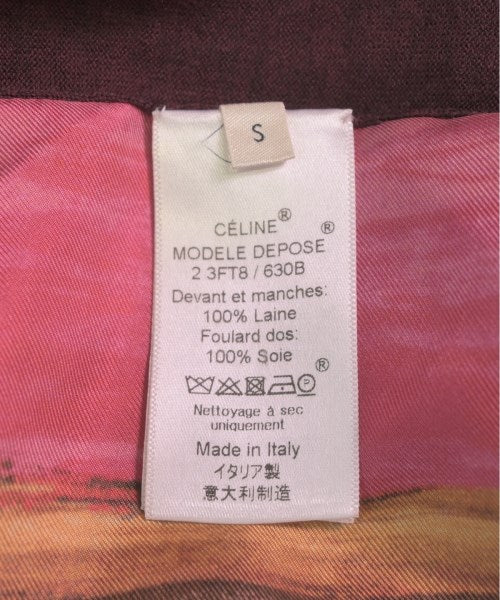 S
CÉLINE®
MODELE DEPOSE ®
2 3FT8 / 630B
Devant et manches:
100% Laine
Foulard dos:
100% Soie
®
P
Nettoyage à sec
uniquement
Made in Italy
イタリア製
意大利制造